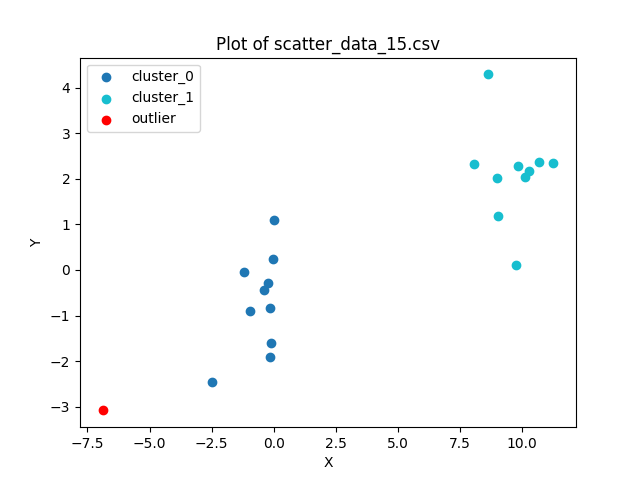 Plot of scatter_data_15.csv
cluster_0
cluster_1
outlier
4
3
2
1
0
−1
−2
−3
Y
−7.5 −5.0 −2.5 0.0 2.5 5.0 7.5 10.0
X